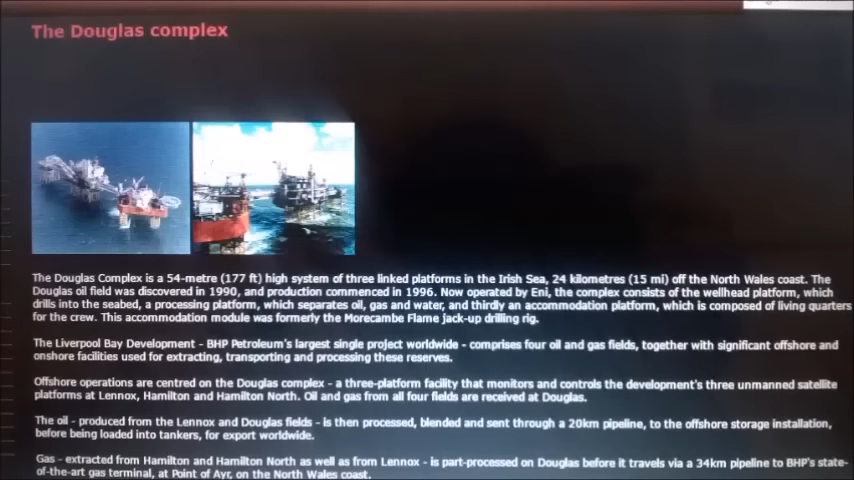 The Douglas complex
The Douglas Complex is a 54-metre (177 ft) high system of three linked platforms in the Irish Sea, 24 kilometres (15 mi) off the North Wales coast. The
Douglas oil field was discovered in 1990, and production commenced in 1996. Now operated by Eni, the complex consists of the wellhead platform, which
drills into the seabed, a processing platform, which separates oil, gas and water, and thirdly an accommodation platform, which is composed of living quarters
for the crew. This accommodation module was formerly the Morecambe Flame jack-up drilling rig.
The Liverpool Bay Development - BHP Petroleum's largest single project worldwide - comprises four oil and gas fields, together with significant offshore and
onshore facilities used for extracting, transporting and processing these reserves.
Offshore operations are centred on the Douglas complex - a three-platform facility that monitors and controls the development's three unmanned satellite
platforms at Lennox, Hamilton and Hamilton North. Oil and gas from all four fields are received at Douglas.
The oil - produced from the Lennox and Douglas fields - is then processed, blended and sent through a 20km pipeline, to the offshore storage installation,
before being loaded into tankers, for export worldwide.
Gas - extracted from Hamilton and Hamilton North as well as from Lennox - is part-processed on Douglas before it travels via a 34km pipeline to BHP's state-
of-the-art gas terminal, at Point of Ayr, on the North Wales coast.